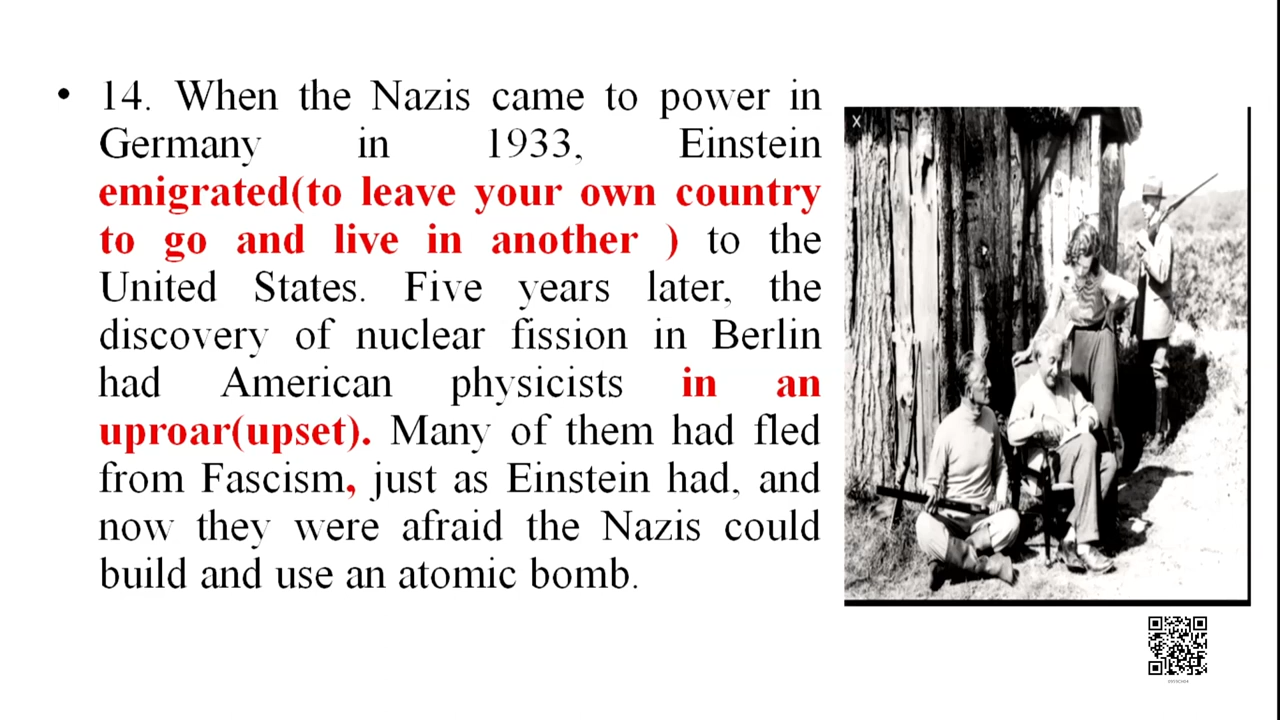 • 14. When the Nazis came to power in
Germany in 1933, Einstein
emigrated(to leave your own country
to go and live in another ) to the
United States. Five years later, the
discovery of nuclear fission in Berlin
had American physicists in an
uproar(upset). Many of them had fled
from Fascism, just as Einstein had, and
now they were afraid the Nazis could
build and use an atomic bomb.
X